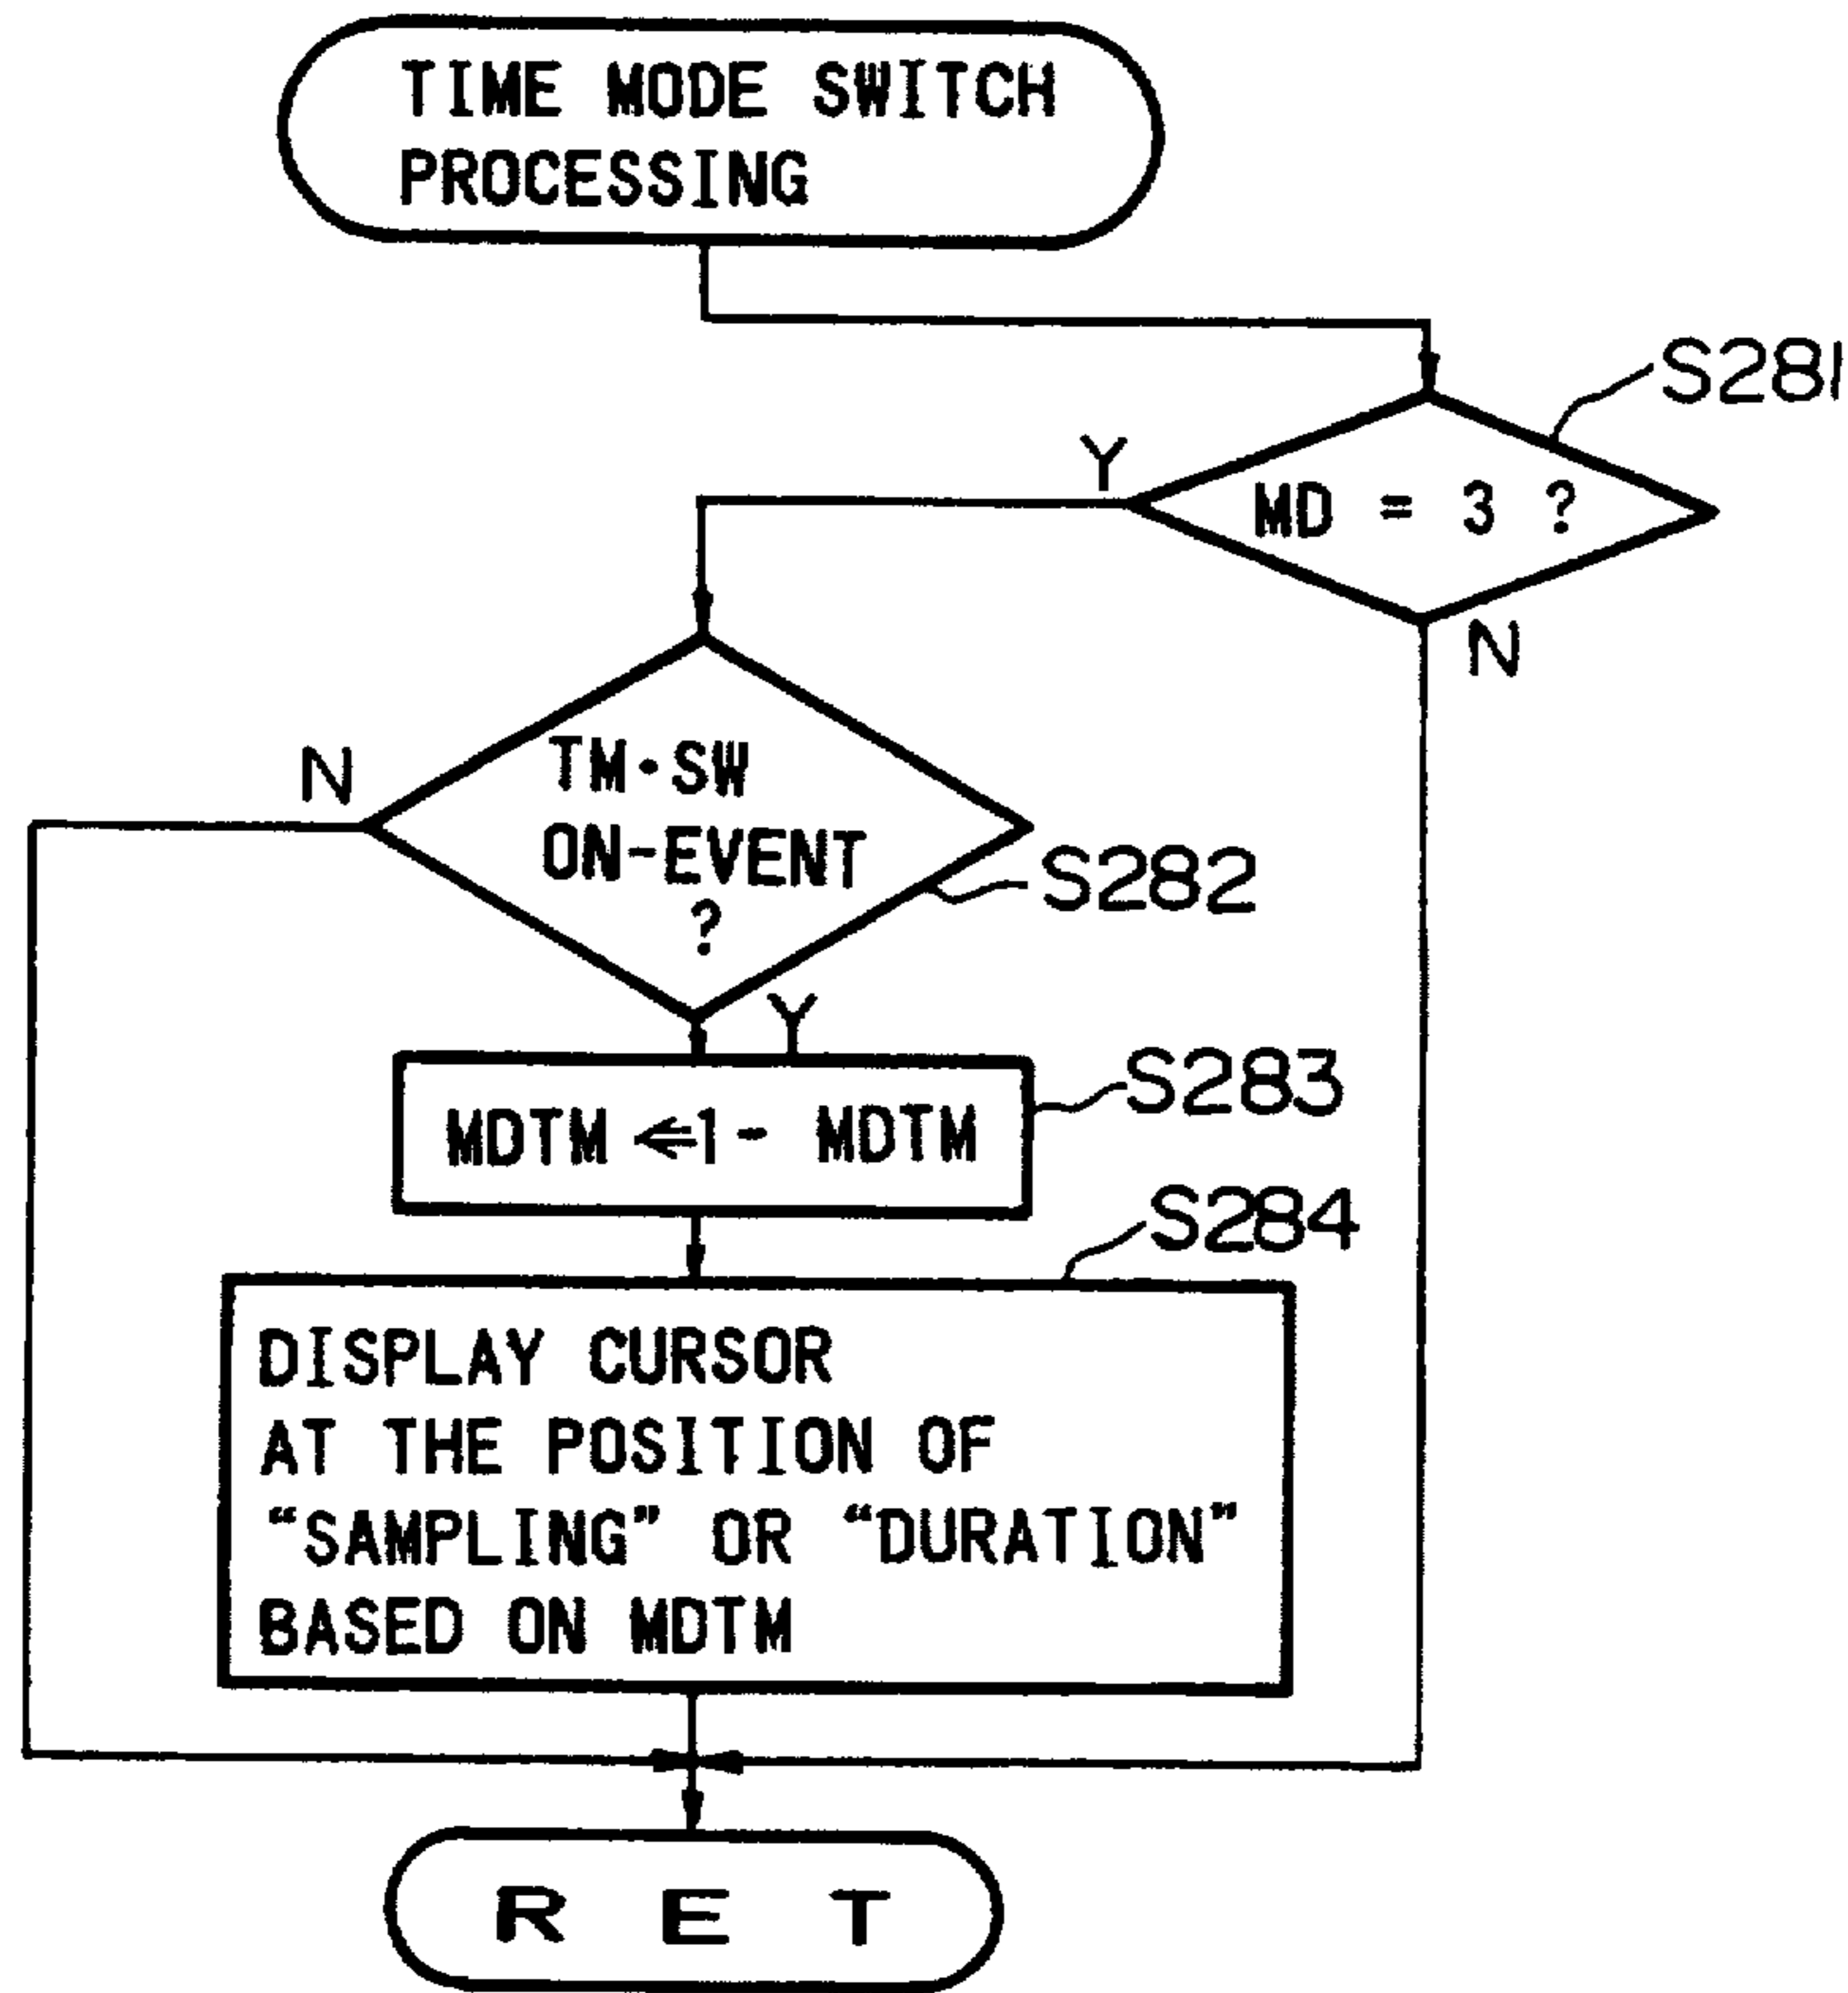 TIME MODE SWITCH
PROCESSING
S281
Y
MD = 3 ?
N
N
TM·SW
ON-EVENT
?
S282
Y
S283
MDTM ⇐ 1 - MDTM
S284
DISPLAY CURSOR
AT THE POSITION OF
“SAMPLING” OR “DURATION”
BASED ON MDTM
R E T